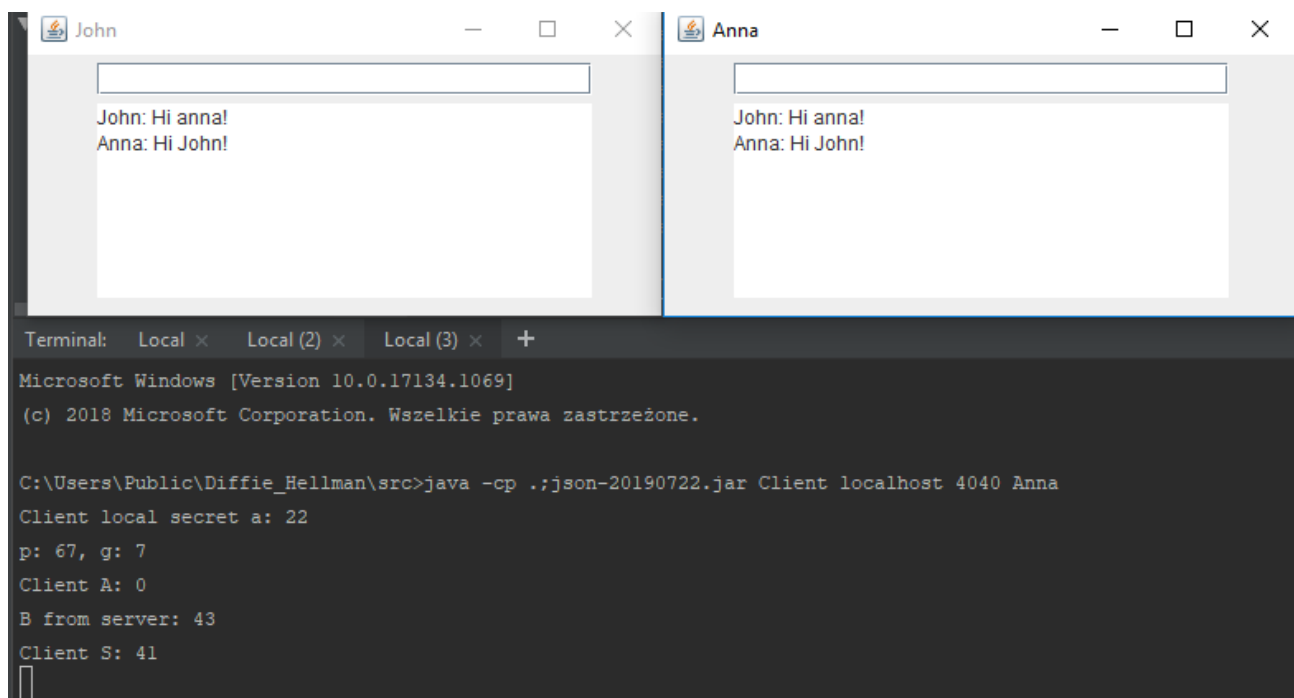 John
Anna
John: Hi anna!
Anna: Hi John!
John: Hi anna!
Anna: Hi John!
Terminal: Local × Local (2) × Local (3) × +
Microsoft Windows [Version 10.0.17134.1069]
(c) 2018 Microsoft Corporation. Wszelkie prawa zastrzeżone.
C:\Users\Public\Diffie_Hellman\src>java -cp .;json-20190722.jar Client localhost 4040 Anna
Client local secret a: 22
p: 67, g: 7
Client A: 0
B from server: 43
Client S: 41